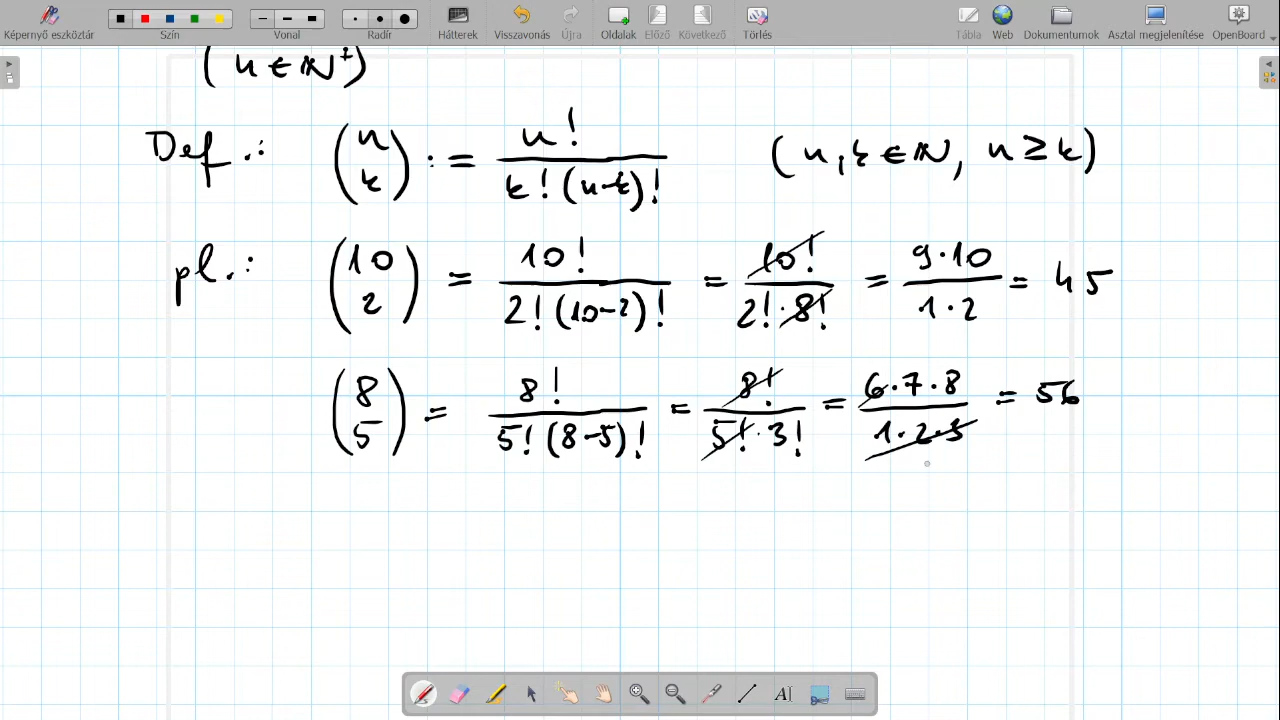 Képernyő eszköztár Szín Vonal Radír Hátterek Visszavonás Újra Oldalak Előző Következő Törlés Tábla Web Dokumentumok Asztal megjelenítése OpenBoard
(n ∈ ℕ⁺)
Def.: (n k) := n! / k!(n-k)! (n, k ∈ ℕ, n ≥ k)
pl.: (10 2) = 10! / 2!(10-2)! = 10! / 2!·8! = 9·10 / 1·2 = 45
(8 5) = 8! / 5!(8-5)! = 8! / 5!·3! = 6·7·8 / 1·2·3 = 56